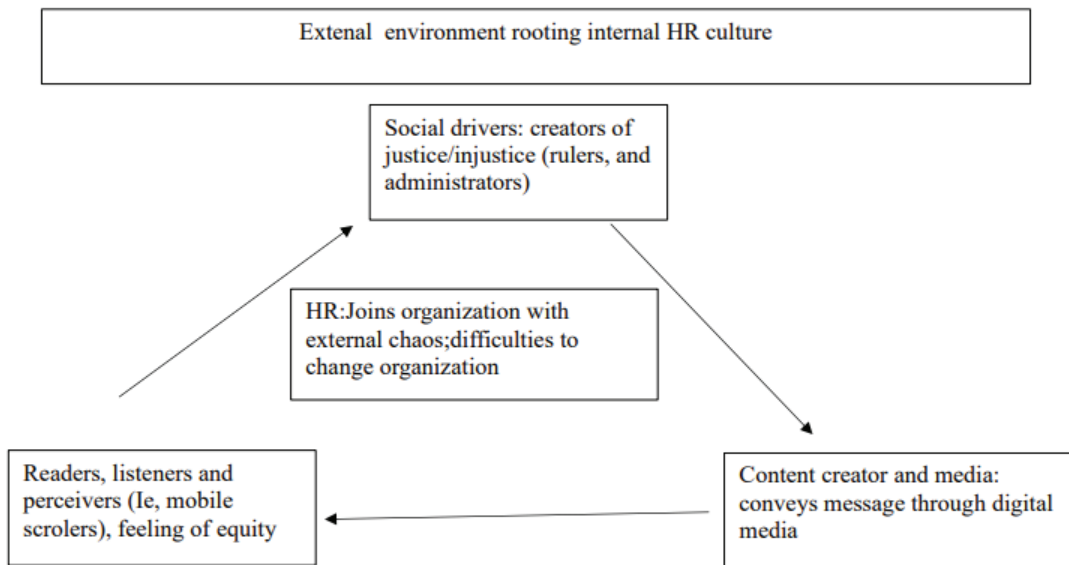 Extenal environment rooting internal HR culture
Social drivers: creators of
justice/injustice (rulers, and
administrators)
HR:Joins organization with
external chaos;difficulties to
change organization
Readers, listeners and
perceivers (Ie, mobile
scrolers), feeling of equity
Content creator and media:
conveys message through digital
media